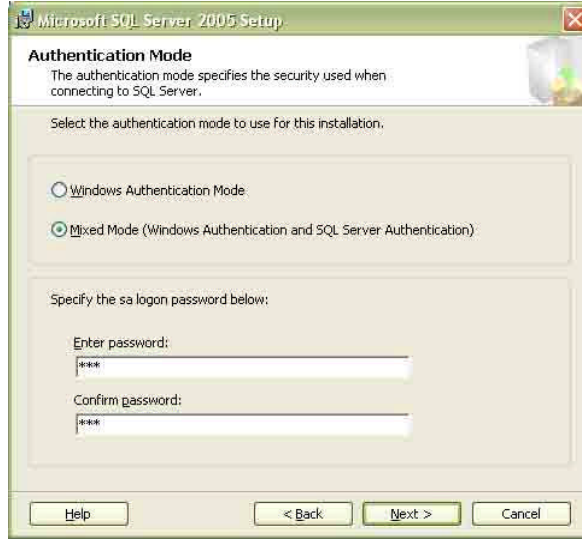 Microsoft SQL Server 2005 Setup
Authentication Mode
The authentication mode specifies the security used when
connecting to SQL Server.
Select the authentication mode to use for this installation.
Windows Authentication Mode
Mixed Mode (Windows Authentication and SQL Server Authentication)
Specify the sa logon password below:
Enter password:
***
Confirm password:
***
Help < Back Next > Cancel